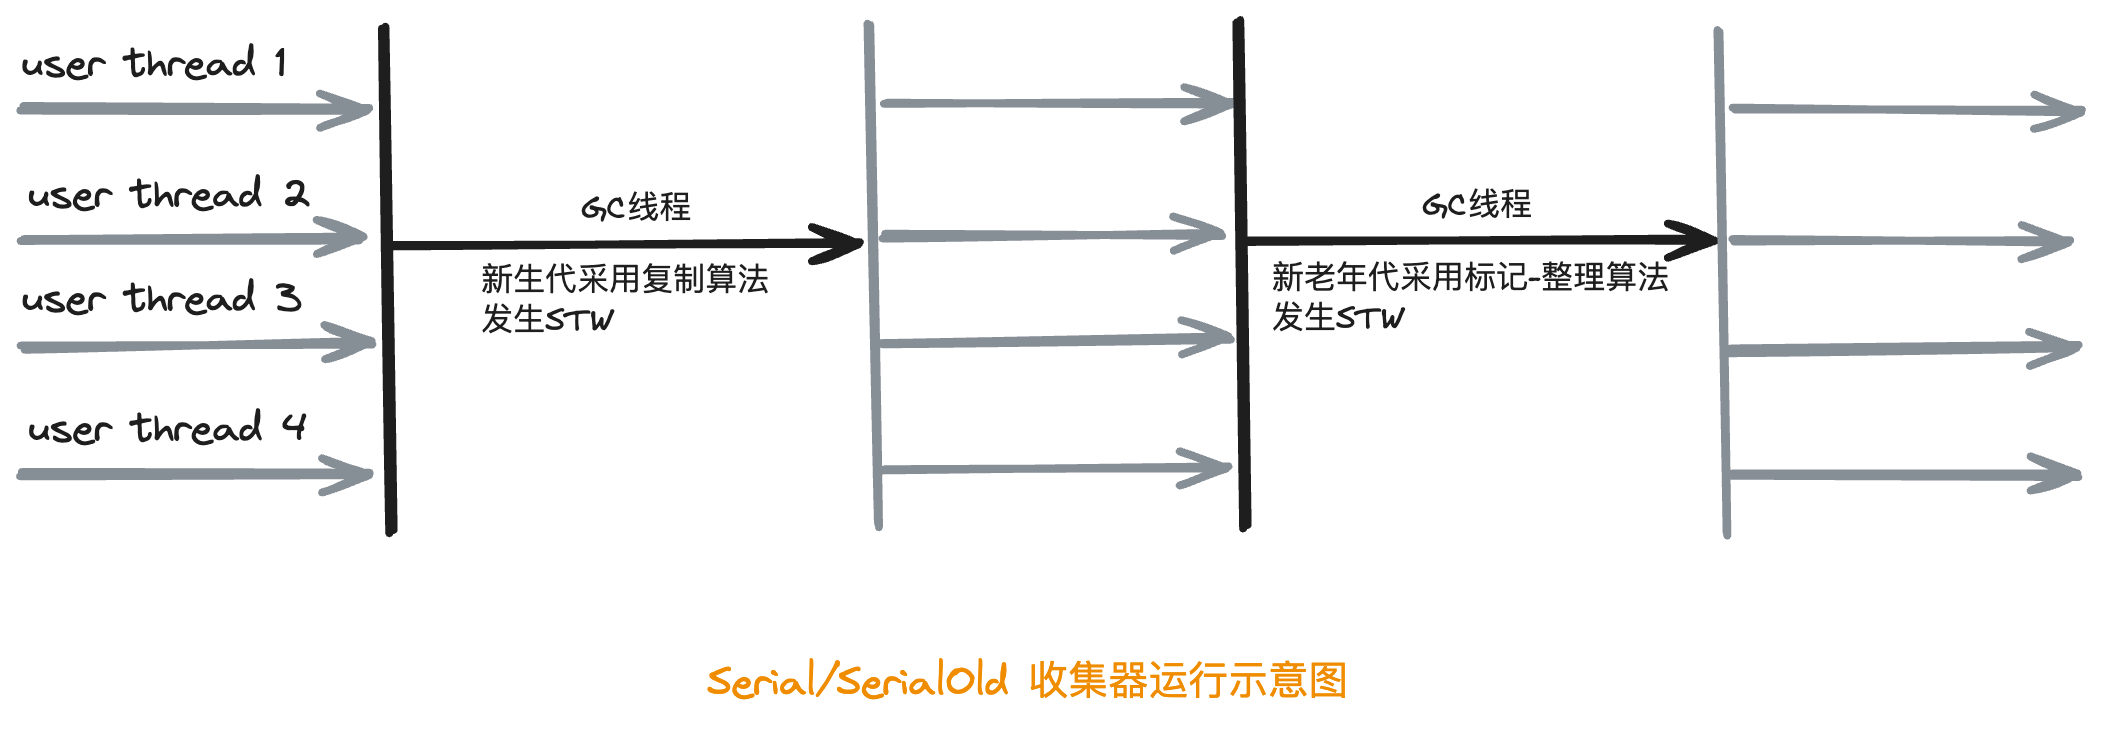 user thread 1
user thread 2
user thread 3
user thread 4
GC线程
新生代采用复制算法
发生STW
GC线程
新老年代采用标记-整理算法
发生STW
Serial/SerialOld 收集器运行示意图